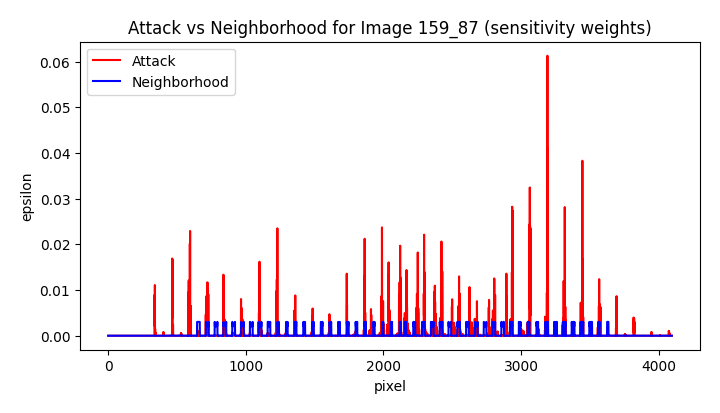 Attack vs Neighborhood for Image 159_87 (sensitivity weights)
Attack
Neighborhood
0.06
0.05
0.04
0.03
0.02
0.01
0.00
epsilon
0
1000
2000
3000
4000
pixel